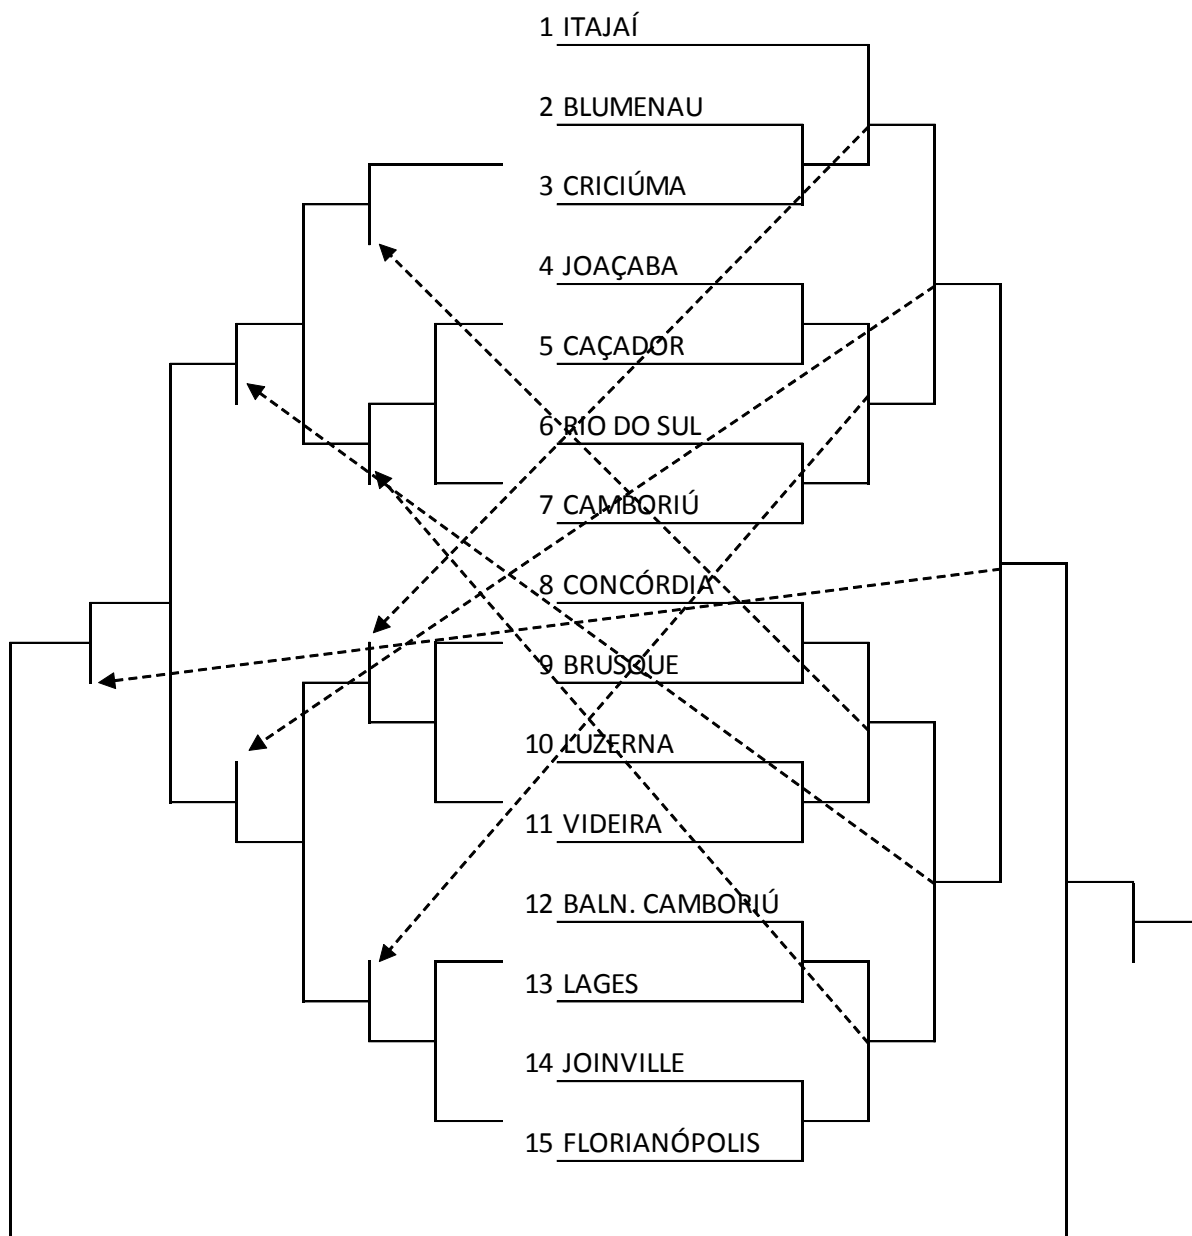 1 ITAJAÍ
2 BLUMENAU
3 CRICIÚMA
4 JOAÇABA
5 CAÇADOR
6 RIO DO SUL
7 CAMBORIÚ
8 CONCÓRDIA
9 BRUSQUE
10 LUZERNA
11 VIDEIRA
12 BALN. CAMBORIÚ
13 LAGES
14 JOINVILLE
15 FLORIANÓPOLIS